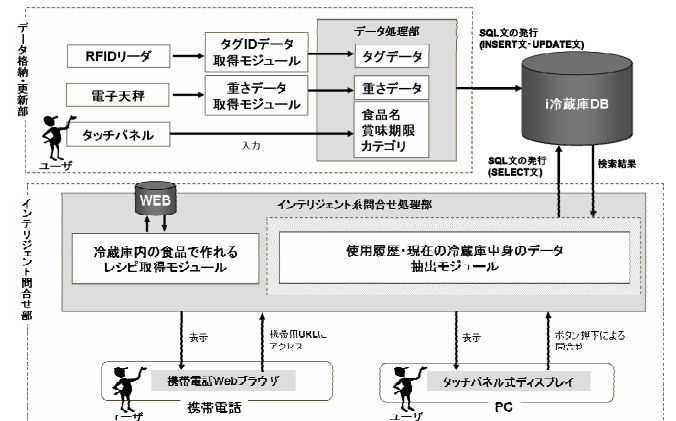 データ格納・更新部
データ処理部
RFIDリーダ
タグIDデータ
取得モジュール
タグデータ
電子天秤
重さデータ
取得モジュール
重さデータ
タッチパネル
入力
食品名
賞味期限
カテゴリ
ユーザ
SQL文の発行
(INSERT文・UPDATE文)
i冷蔵庫DB
SQL文の発行
(SELECT文)
検索結果
インテリジェント問合せ部
WEB
インテリジェント系問合せ処理部
冷蔵庫内の食品で作れる
レシピ取得モジュール
使用履歴・現在の冷蔵庫中身のデータ
抽出モジュール
表示
携帯用URLに
アクセス
表示
ボタン押下による
問合せ
携帯電話Webブラウザ
携帯電話
ユーザ
タッチパネル式ディスプレイ
PC
ユーザ